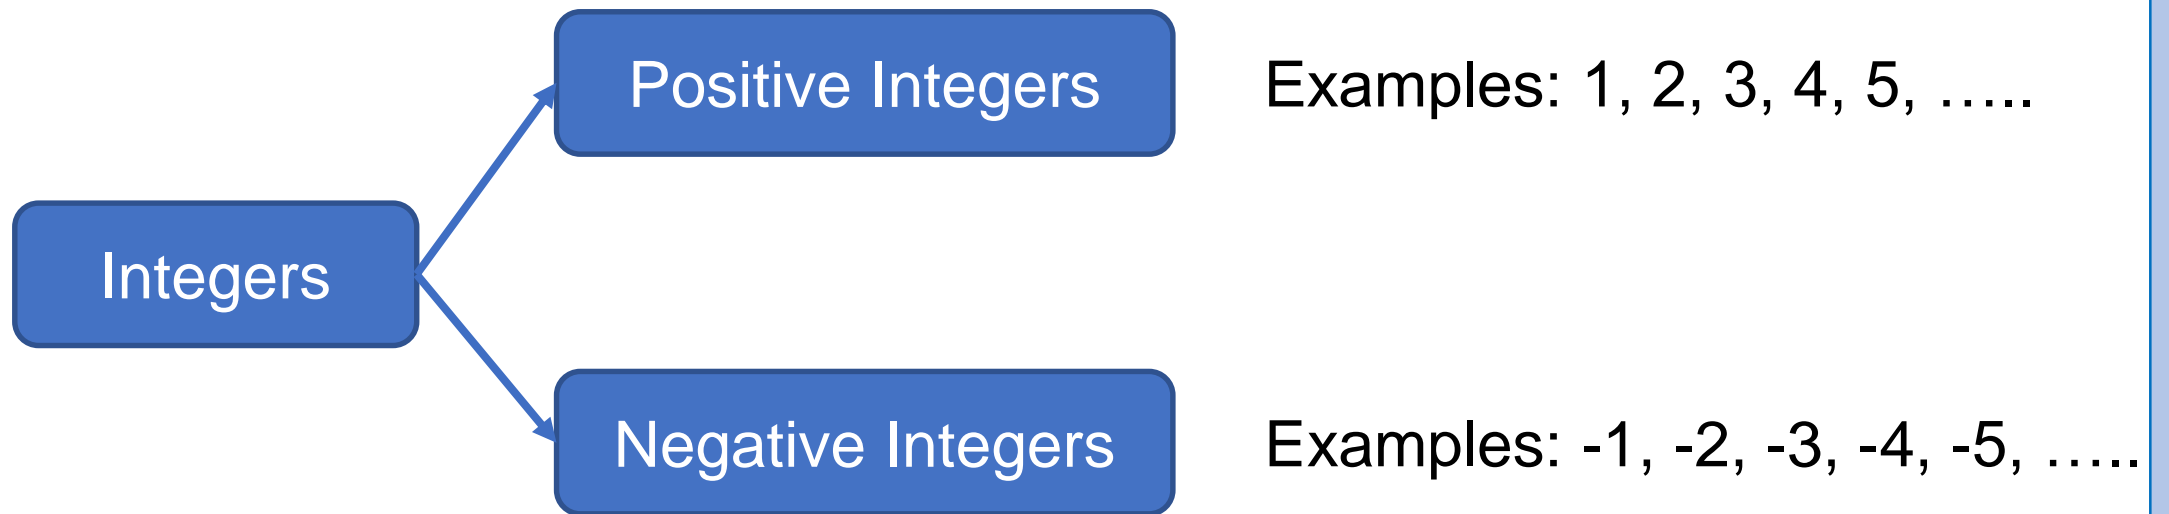 Positive Integers
Examples: 1, 2, 3, 4, 5, …..
Integers
Negative Integers
Examples: -1, -2, -3, -4, -5, …..